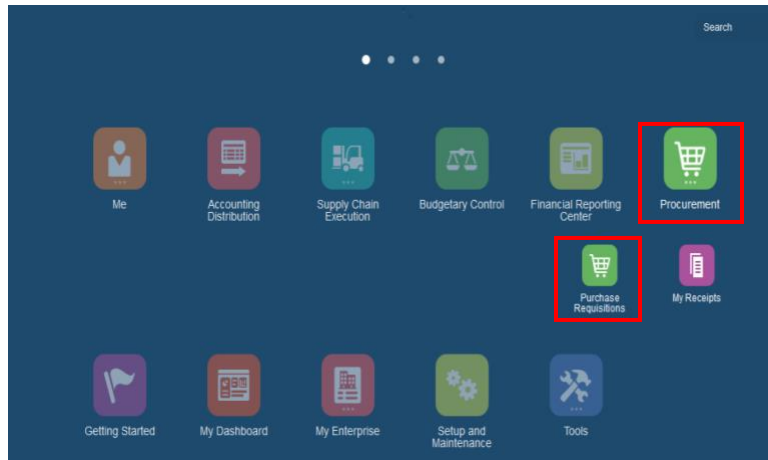 Search
Me
Accounting
Distribution
Supply Chain
Execution
Budgetary Control
Financial Reporting
Center
Procurement
Purchase
Requisitions
My Receipts
Getting Started
My Dashboard
My Enterprise
Setup and
Maintenance
Tools